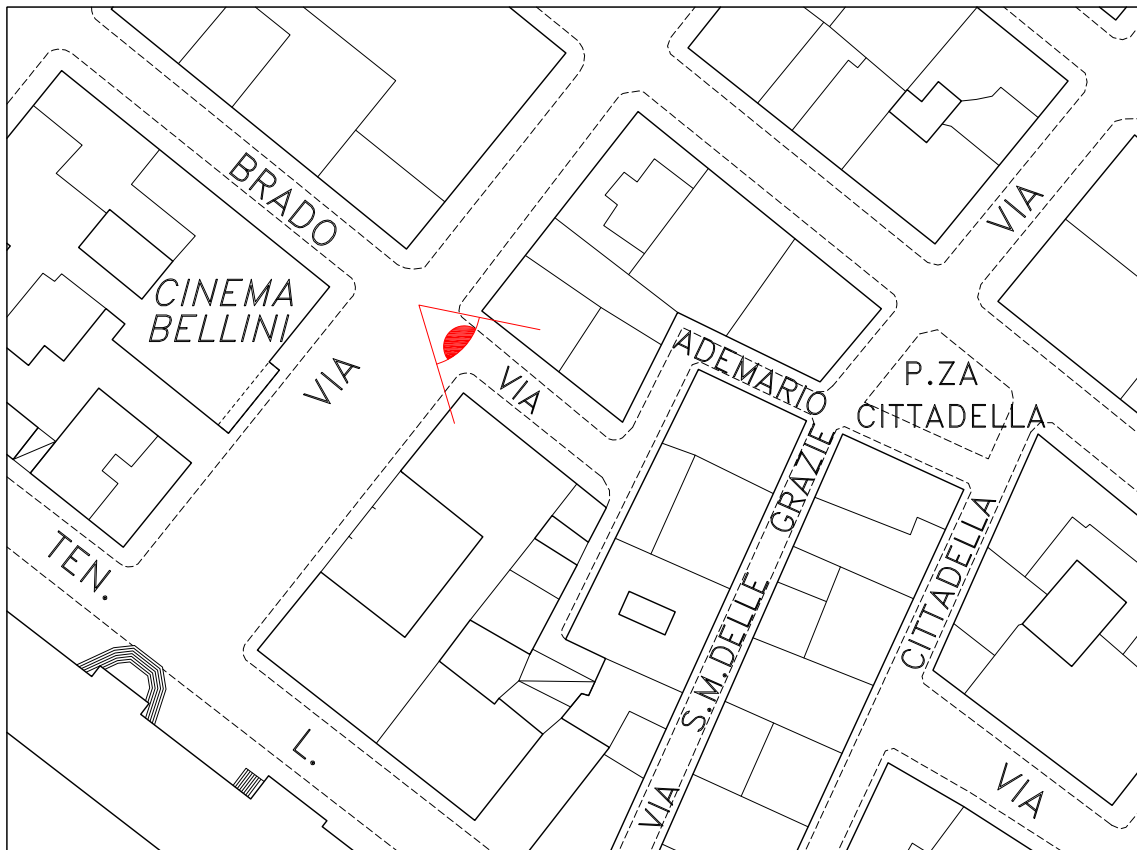 BRADO
CINEMA
BELLINI
VIA
VIA
VIA
ADEMARIO
P.ZA
CITTADELLA
VIA S.M.DELLE GRAZIE
CITTADELLA
TEN. L.
VIA